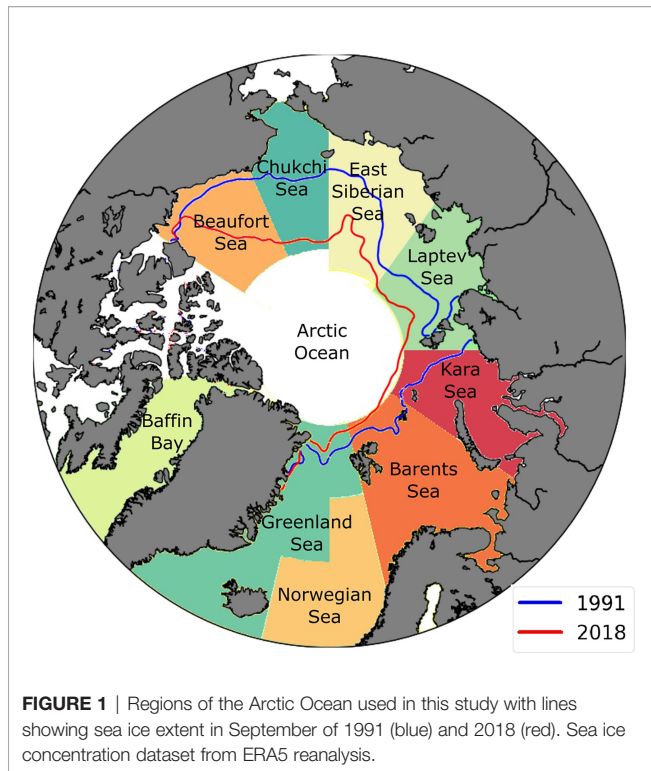 Chukchi
Sea
East
Siberian
Sea
Beaufort
Sea
Laptev
Sea
Arctic
Ocean
Kara
Sea
Baffin
Bay
Barents
Sea
Greenland
Sea
Norwegian
Sea
1991
2018
FIGURE 1 | Regions of the Arctic Ocean used in this study with lines
showing sea ice extent in September of 1991 (blue) and 2018 (red). Sea ice
concentration dataset from ERA5 reanalysis.